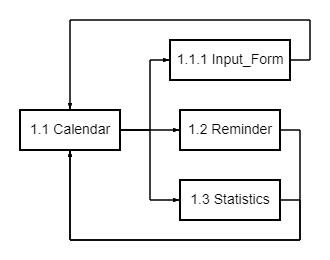 1.1.1 Input_Form
1.1 Calendar
1.2 Reminder
1.3 Statistics